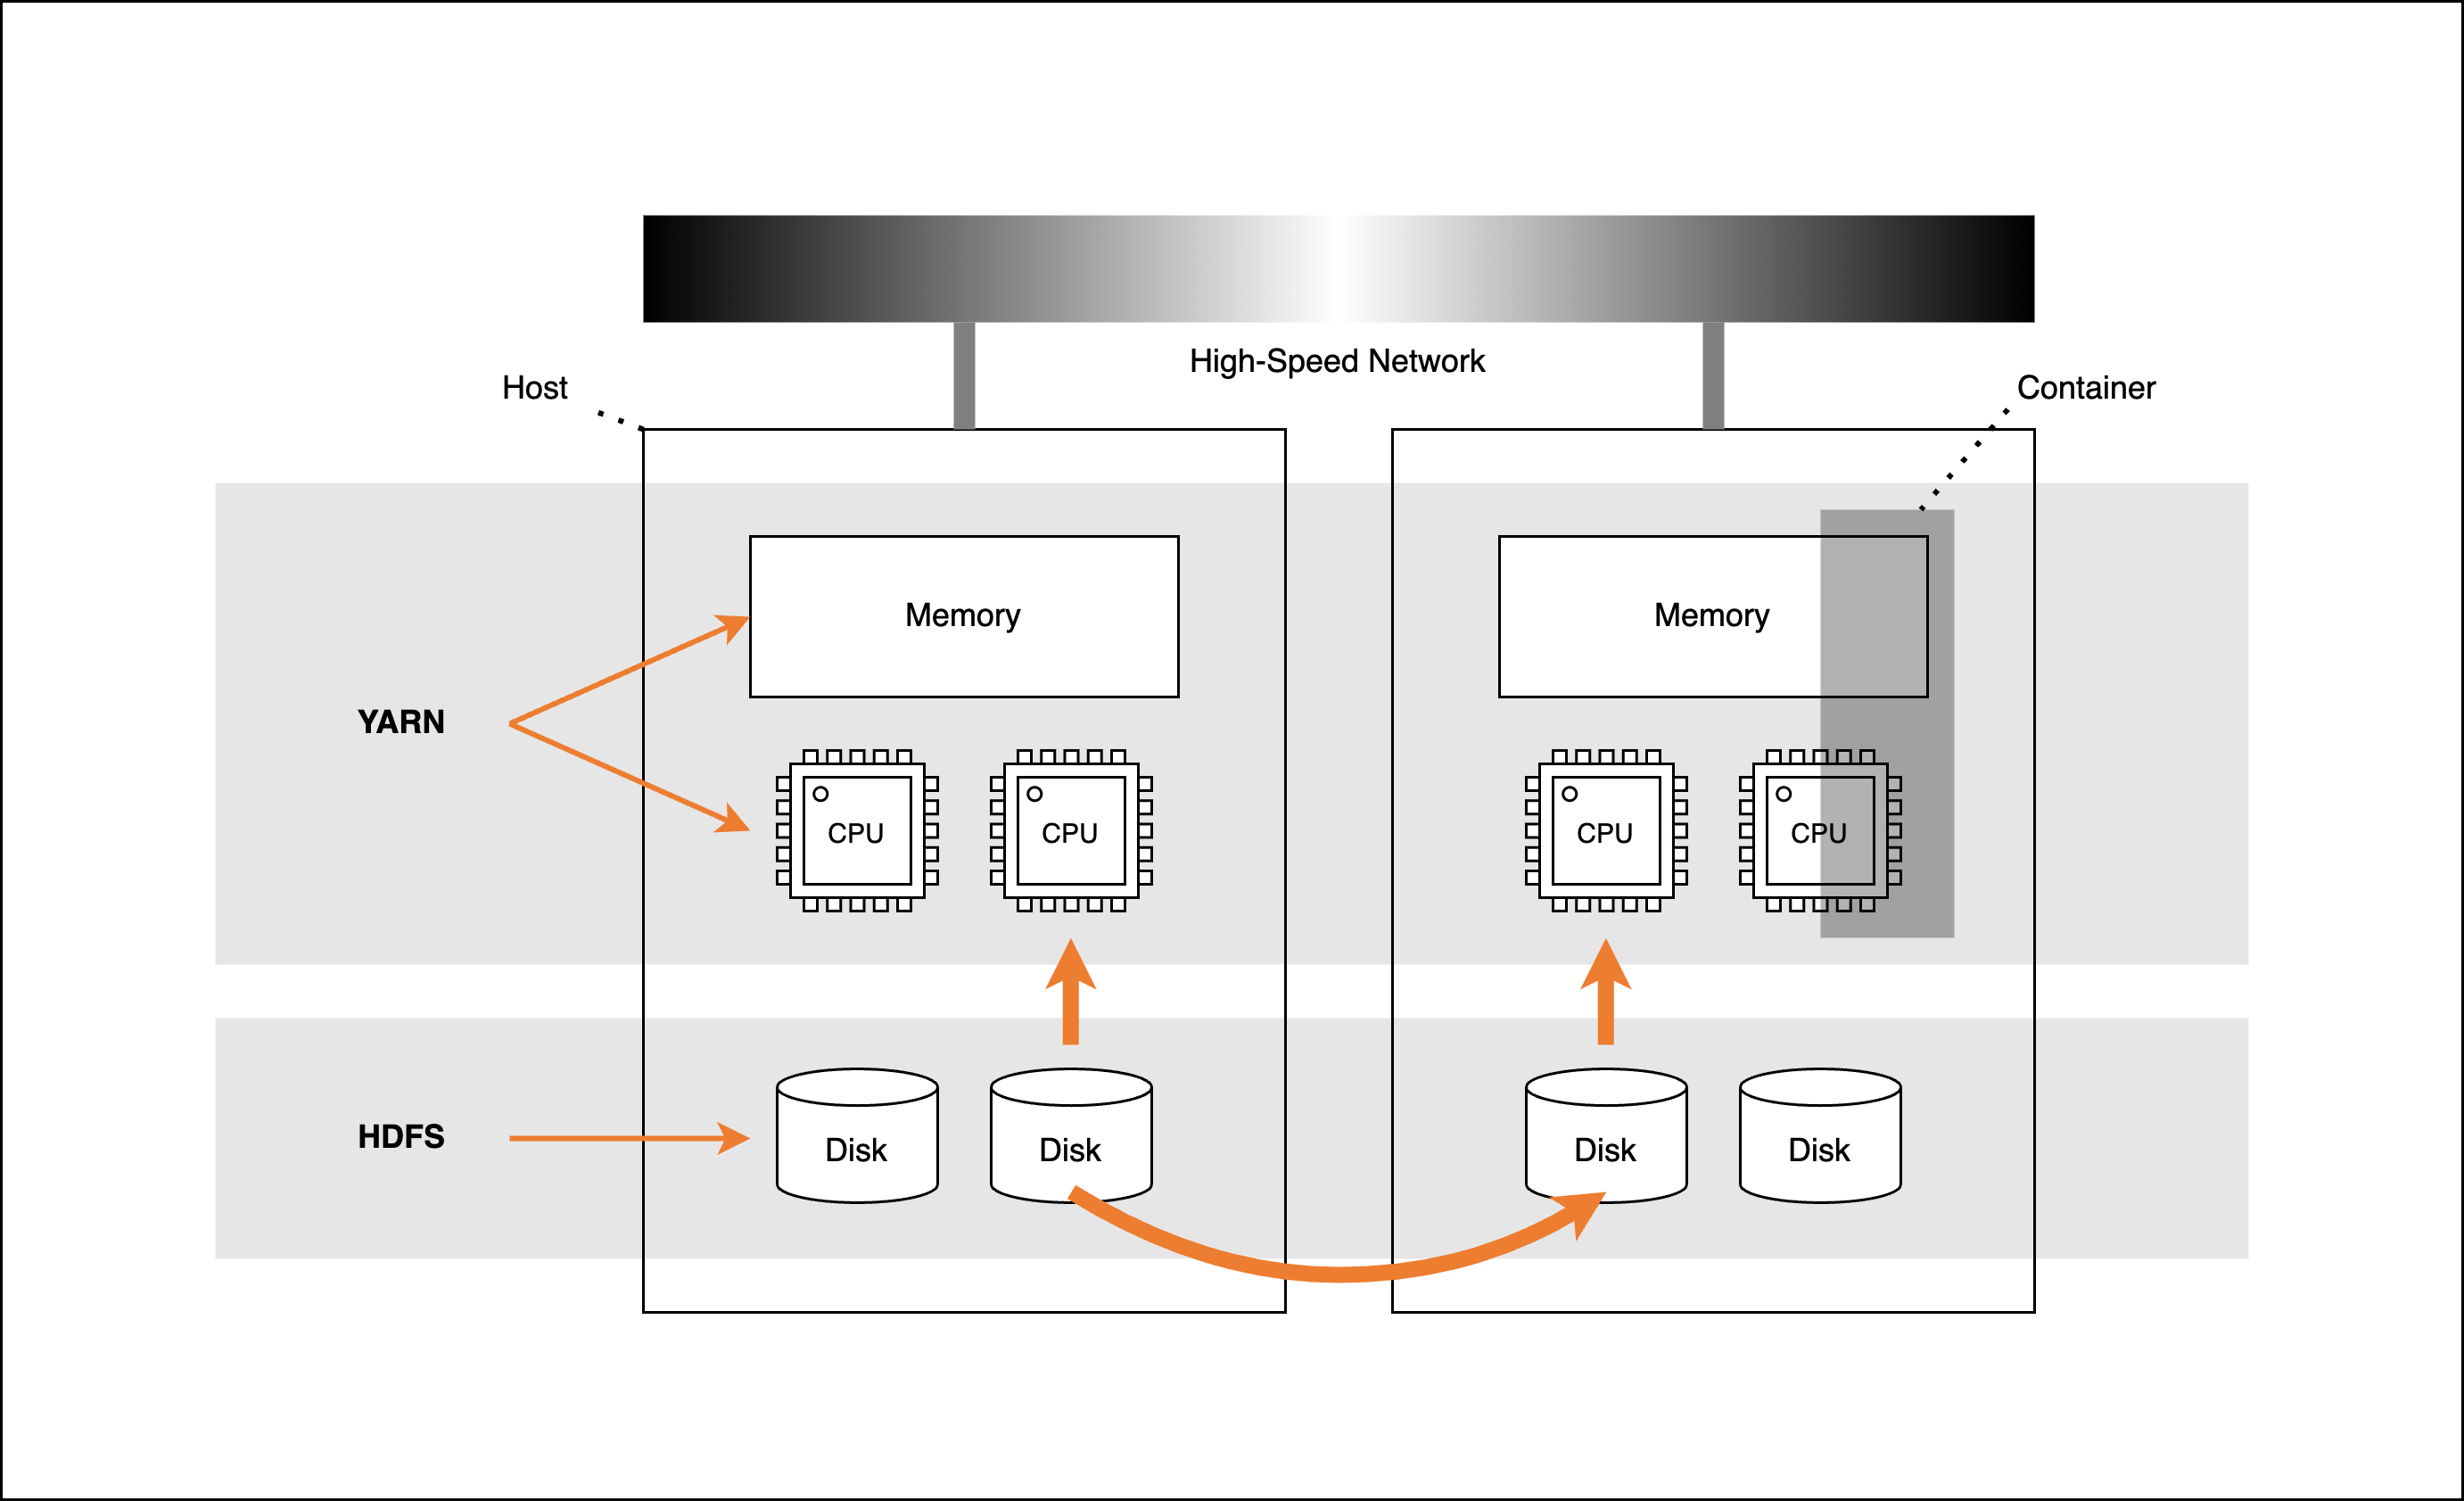 High-Speed Network
Host
Container
Memory
Memory
YARN
CPU
CPU
CPU
CPU
HDFS
Disk
Disk
Disk
Disk